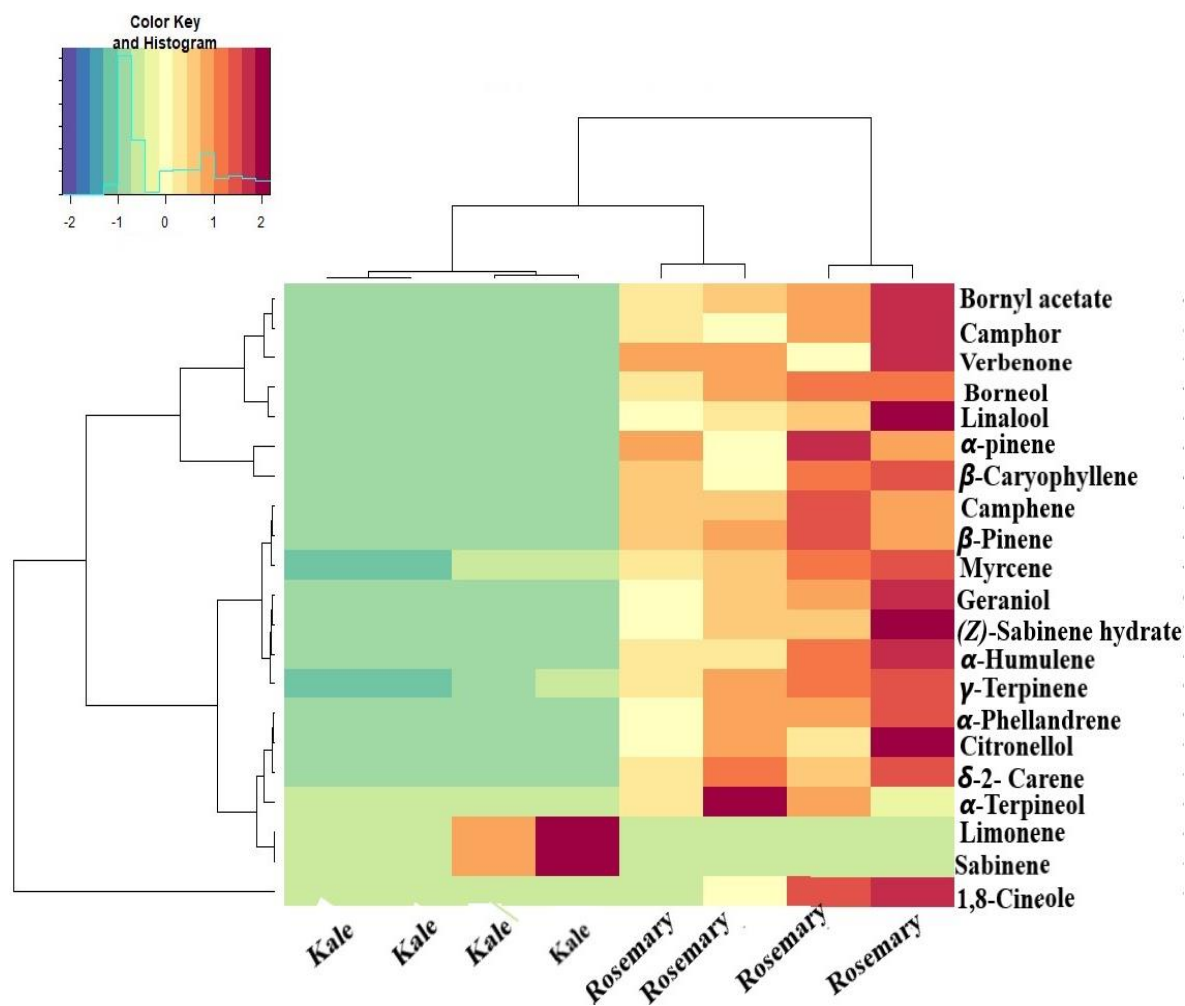 Color Key
and Histogram
-2 -1 0 1 2
Bornyl acetate
Camphor
Verbenone
Borneol
Linalool
α-pinene
β-Caryophyllene
Camphene
β-Pinene
Myrcene
Geraniol
(Z)-Sabinene hydrate
α-Humulene
γ-Terpinene
α-Phellandrene
Citronellol
δ-2- Carene
α-Terpineol
Limonene
Sabinene
1,8-Cineole
Kale Kale Kale Kale Rosemary Rosemary Rosemary Rosemary